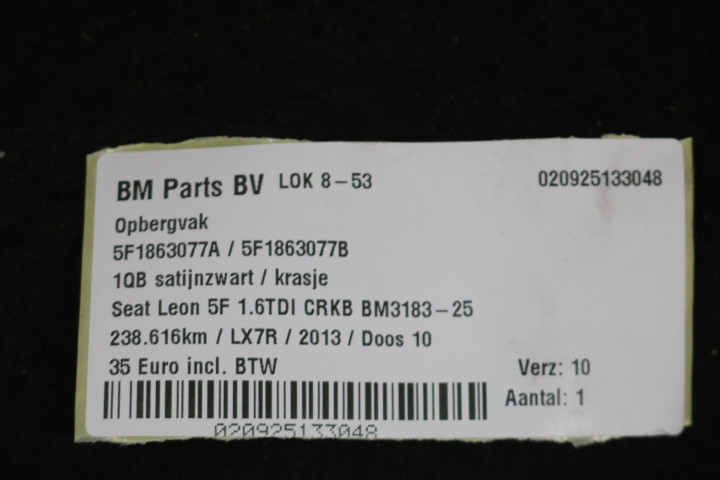 BM Parts BV LOK 8-53 020925133048
Opbergvak
5F1863077A / 5F1863077B
1QB satijnzwart / krasje
Seat Leon 5F 1.6TDI CRKB BM3183-25
238.616km / LX7R / 2013 / Doos 10
35 Euro incl. BTW Verz: 10
Aantal: 1
020925133048